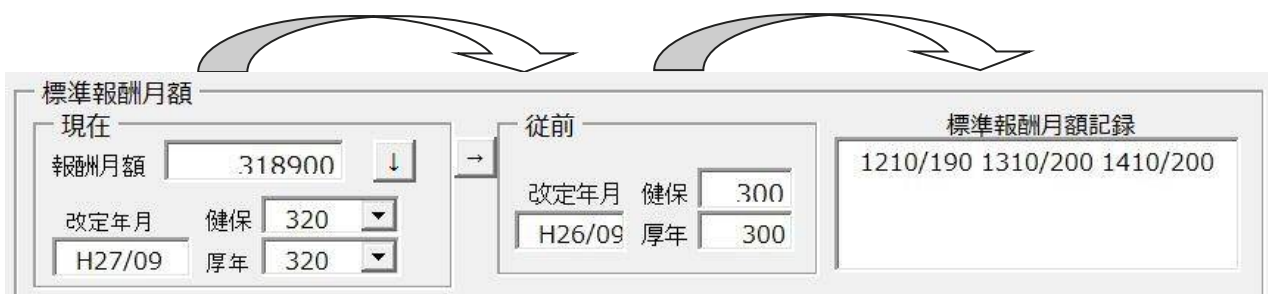 標準報酬月額
現在
報酬月額 318900 ↓
改定年月 健保 320
H27/09 厚年 320
→
従前
改定年月 健保 300
H26/09 厚年 300
標準報酬月額記録
1210/190 1310/200 1410/200